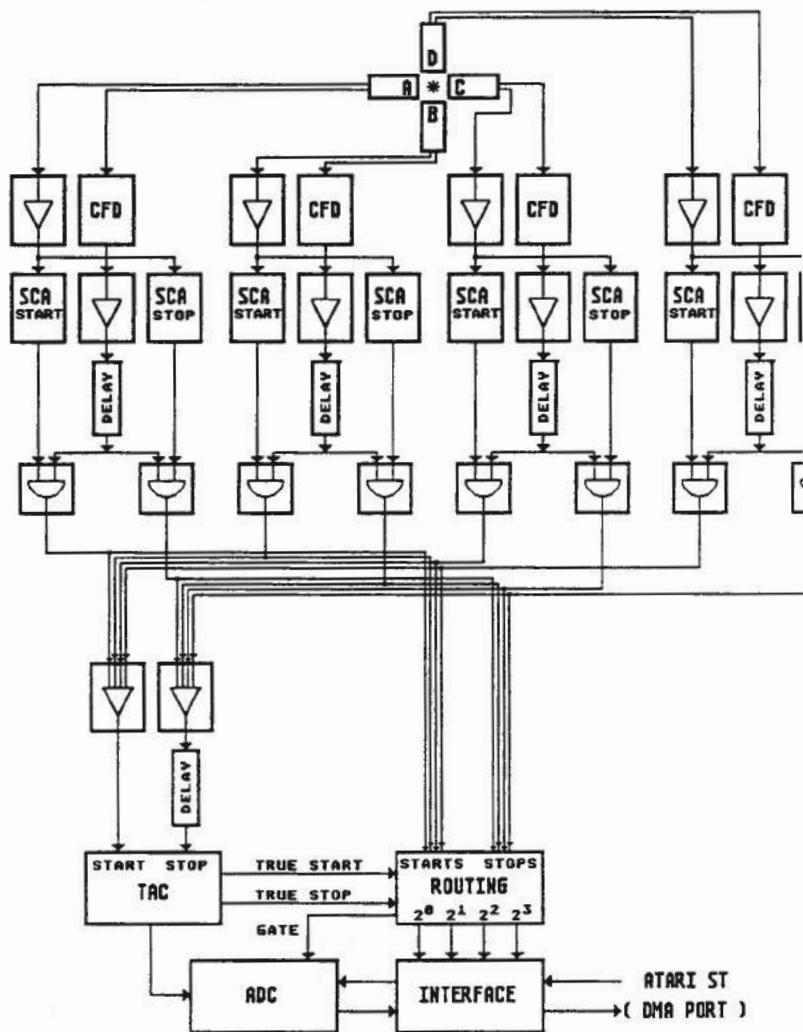 D
A * C
B
CFD CFD CFD CFD
SCA START SCA STOP SCA START SCA STOP SCA START SCA STOP SCA START
DELAY DELAY DELAY DELAY
DELAY
START STOP
TAC
TRUE START
TRUE STOP
GATE
STARTS STOPS
ROUTING
2⁰ 2¹ 2² 2³
ADC
INTERFACE
ATARI ST
( DMA PORT )